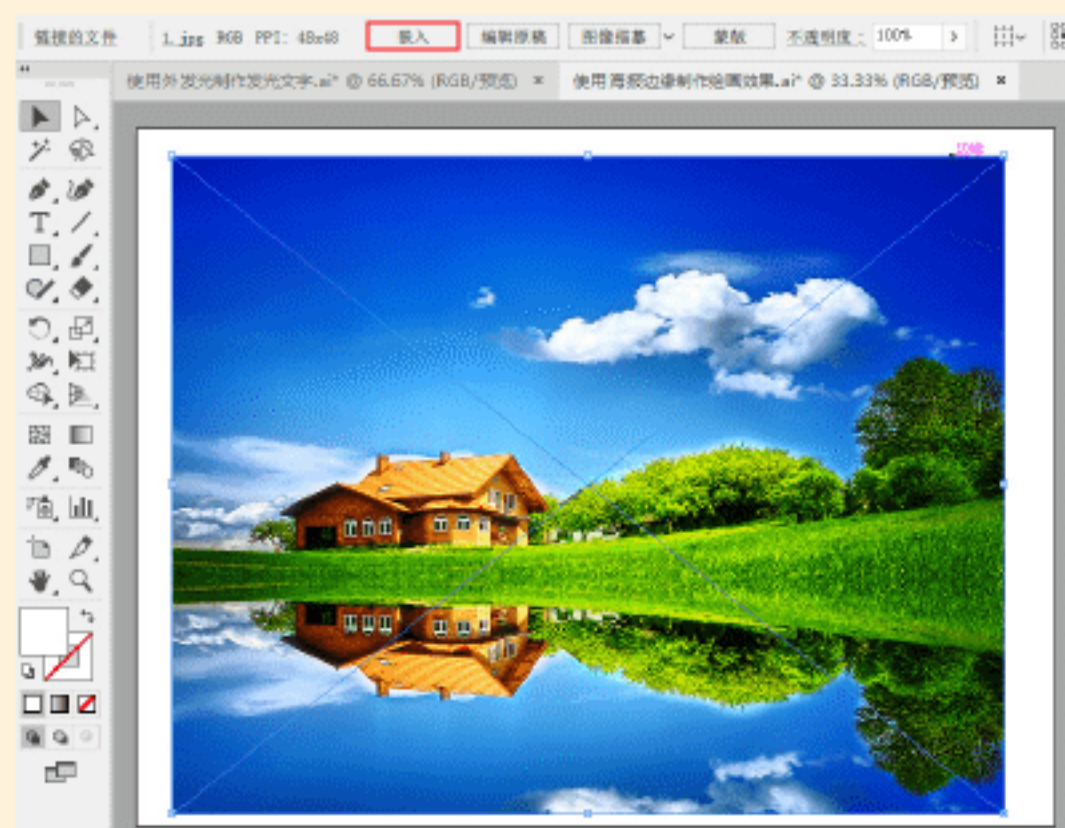 链接的文件 1.jpg RGB PPI: 48x48 嵌入 编辑原稿 图像描摹 蒙版 不透明度: 100%
使用外发光制作发光文字.ai* @ 66.67% (RGB/预览) × 使用海报边缘制作绘画效果.ai* @ 33.33% (RGB/预览) ×
边缘